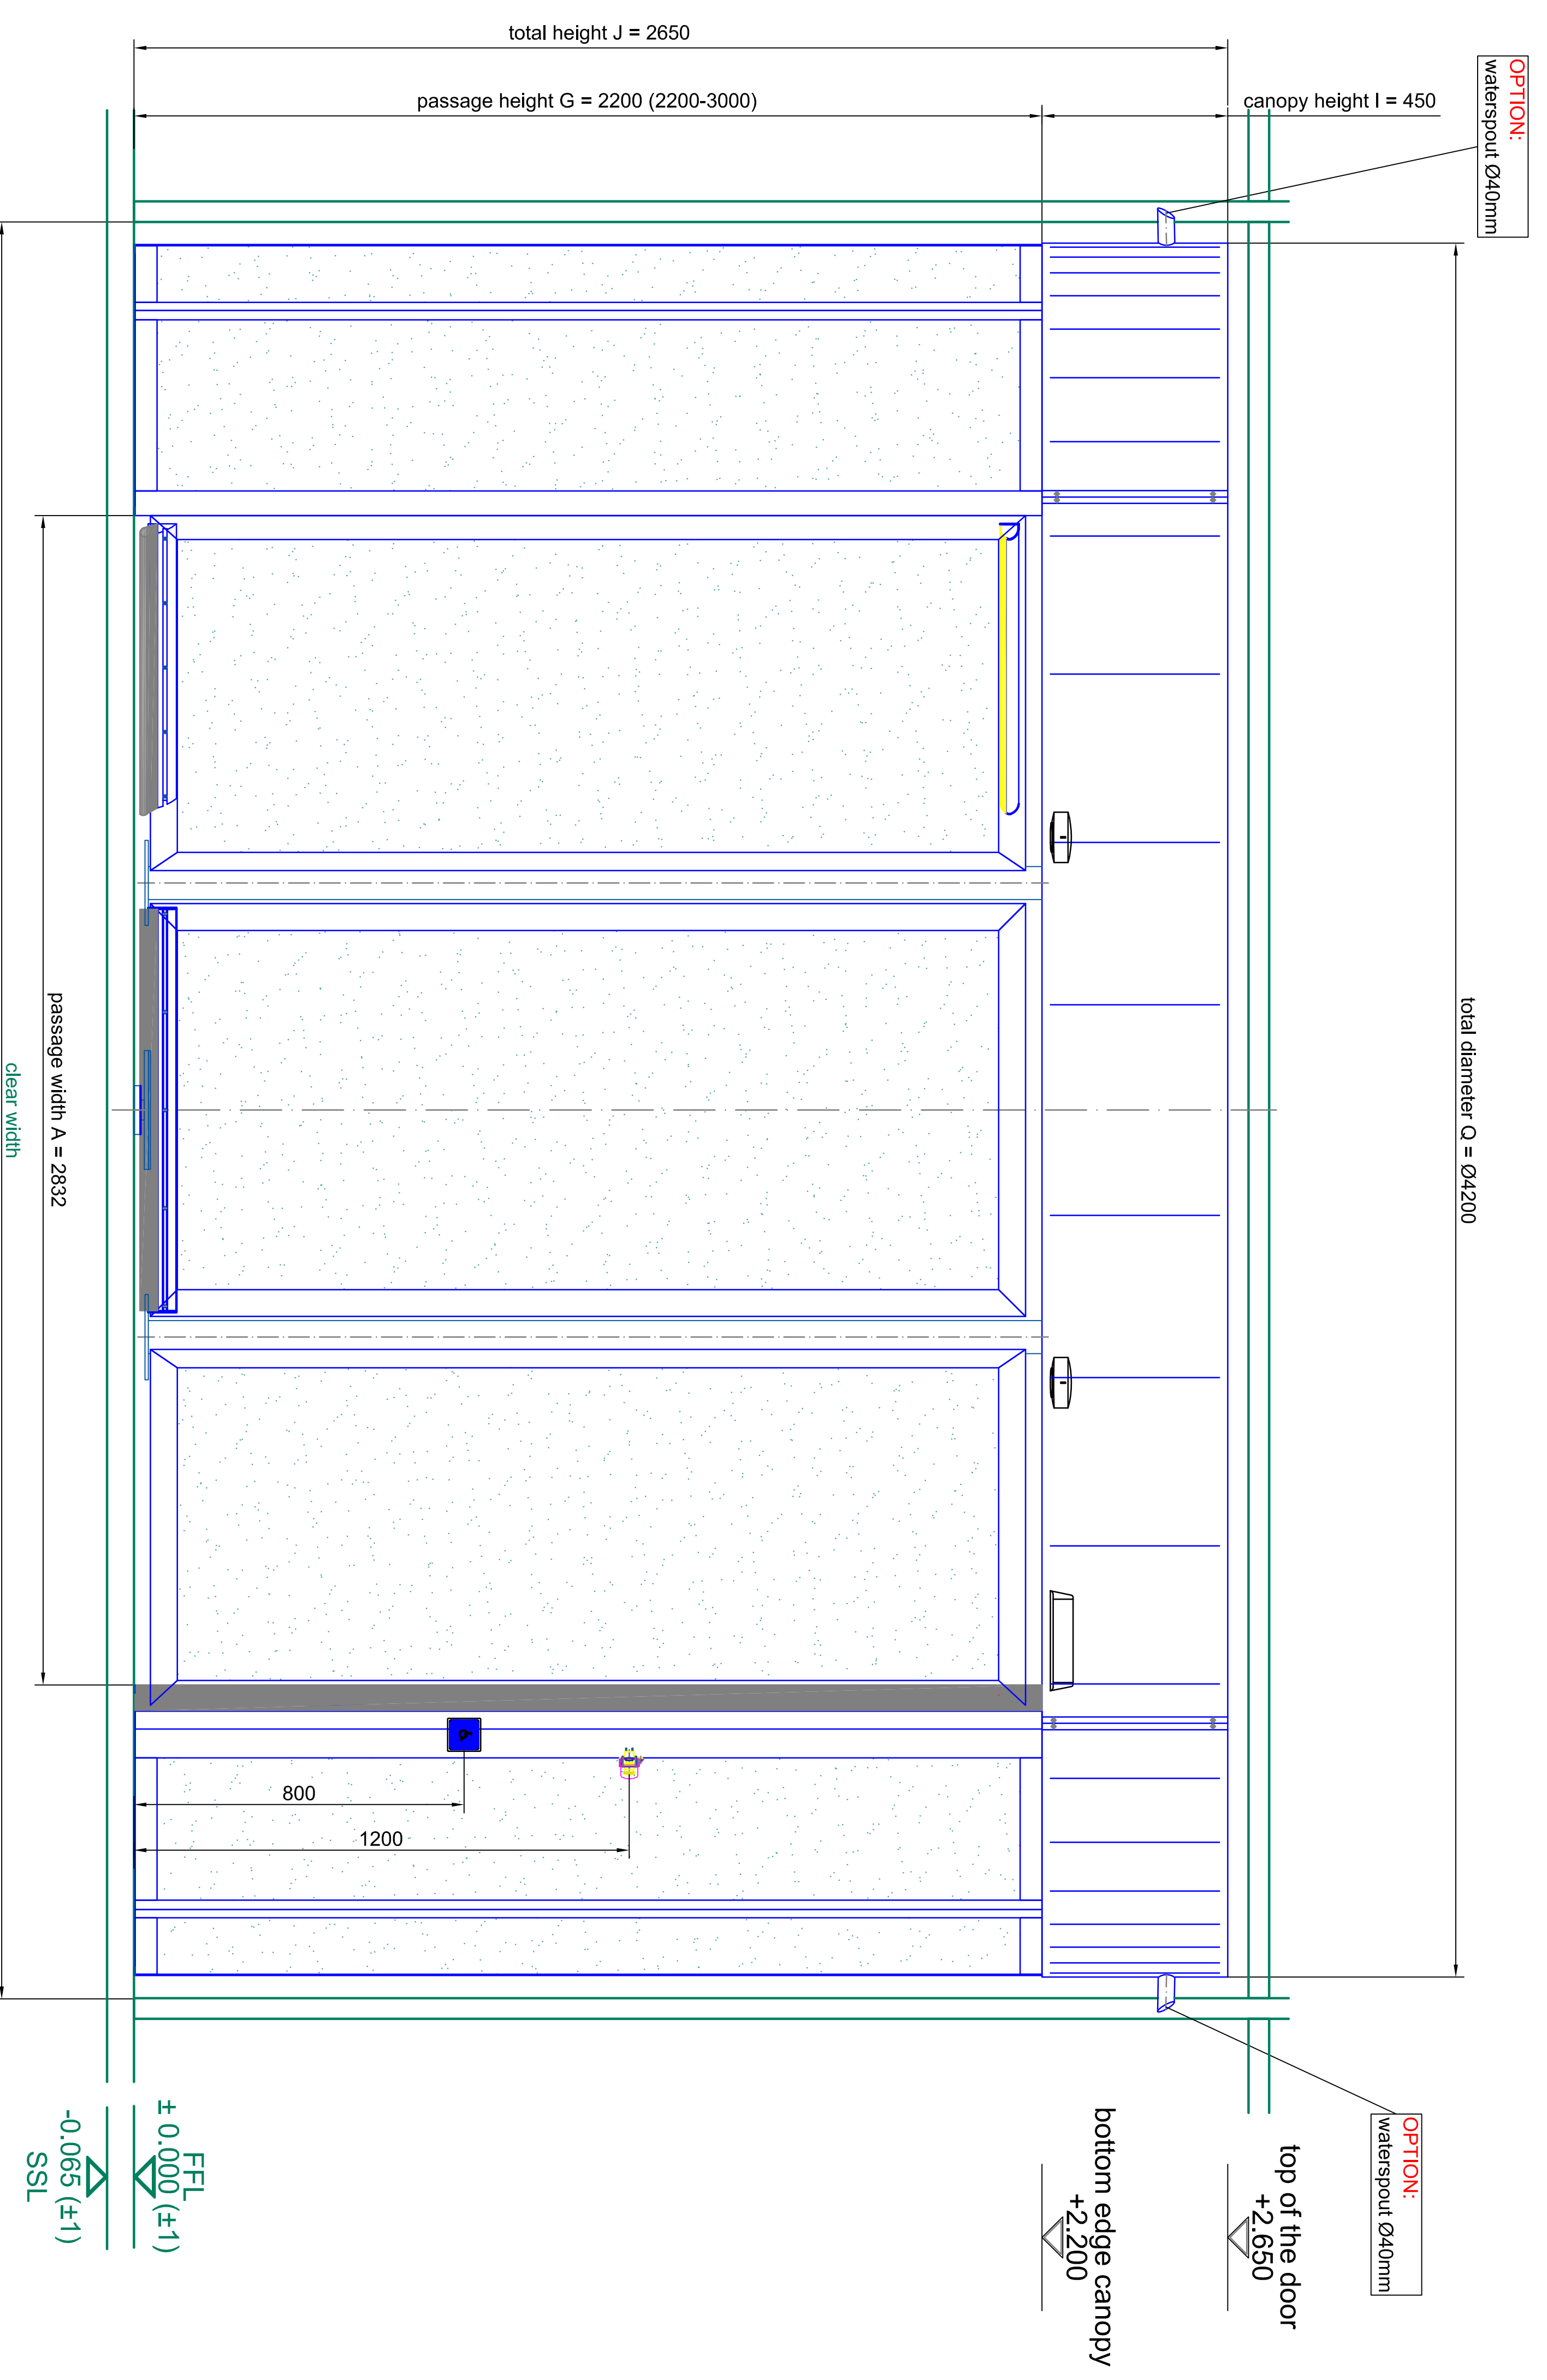 total height J = 2650
passage height G = 2200 (2200-3000)
canopy height I = 450
OPTION:
waterspout Ø40mm
total diameter Q = Ø4200
passage width A = 2832
clear width
800
1200
OPTION:
waterspout Ø40mm
top of the door
+2.650
bottom edge canopy
+2.200
FFL
± 0.000 (±1)
-0.065 (±1)
SSL